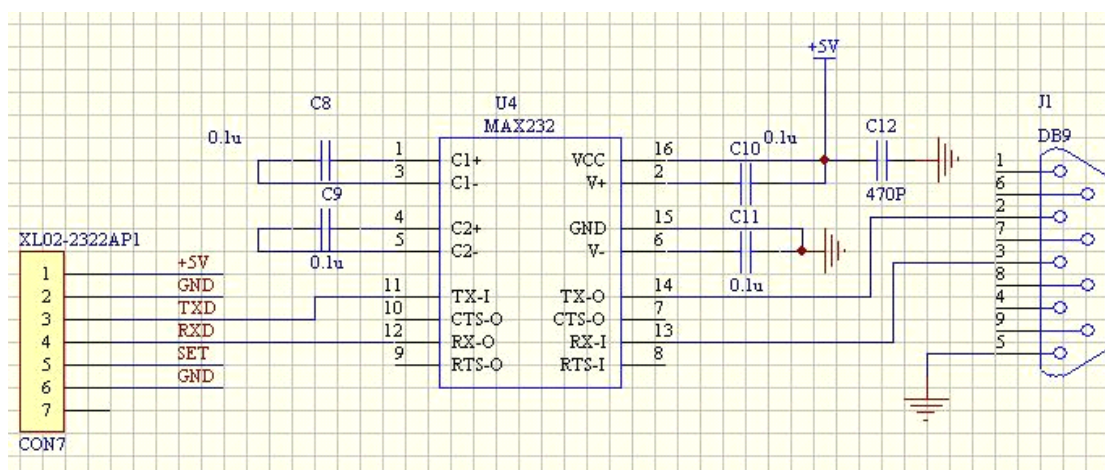 +5V
C8
U4
J1
MAX232
C12
DB9
0.1u
C10
0.1u
1
C1+
VCC
16
3
C1-
V+
2
470P
C9
C11
4
C2+
GND
15
5
C2-
V-
6
0.1u
0.1u
XL02-2322AP1
1
+5V
2
GND
3
TXD
4
RXD
5
SET
6
GND
7
CON7
11
TX-I
TX-O
14
10
CTS-O
CTS-O
7
12
RX-O
RX-I
13
9
RTS-O
RTS-I
8
1
6
2
7
3
8
4
9
5